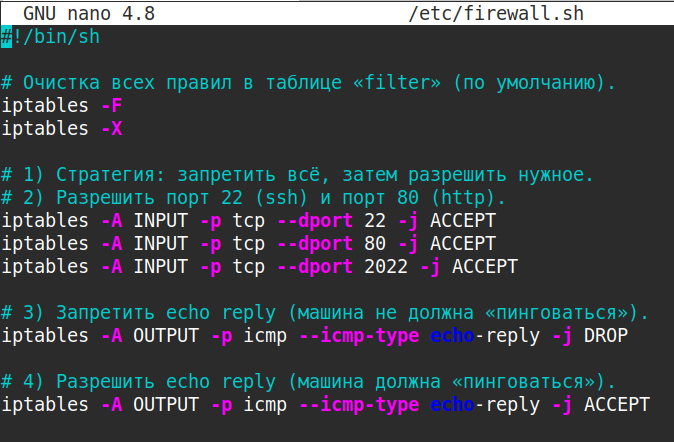 GNU nano 4.8 /etc/firewall.sh
#!/bin/sh
# Очистка всех правил в таблице «filter» (по умолчанию).
iptables -F
iptables -X
# 1) Стратегия: запретить всё, затем разрешить нужное.
# 2) Разрешить порт 22 (ssh) и порт 80 (http).
iptables -A INPUT -p tcp --dport 22 -j ACCEPT
iptables -A INPUT -p tcp --dport 80 -j ACCEPT
iptables -A INPUT -p tcp --dport 2022 -j ACCEPT
# 3) Запретить echo reply (машина не должна «пинговаться»).
iptables -A OUTPUT -p icmp --icmp-type echo-reply -j DROP
# 4) Разрешить echo reply (машина должна «пинговаться»).
iptables -A OUTPUT -p icmp --icmp-type echo-reply -j ACCEPT